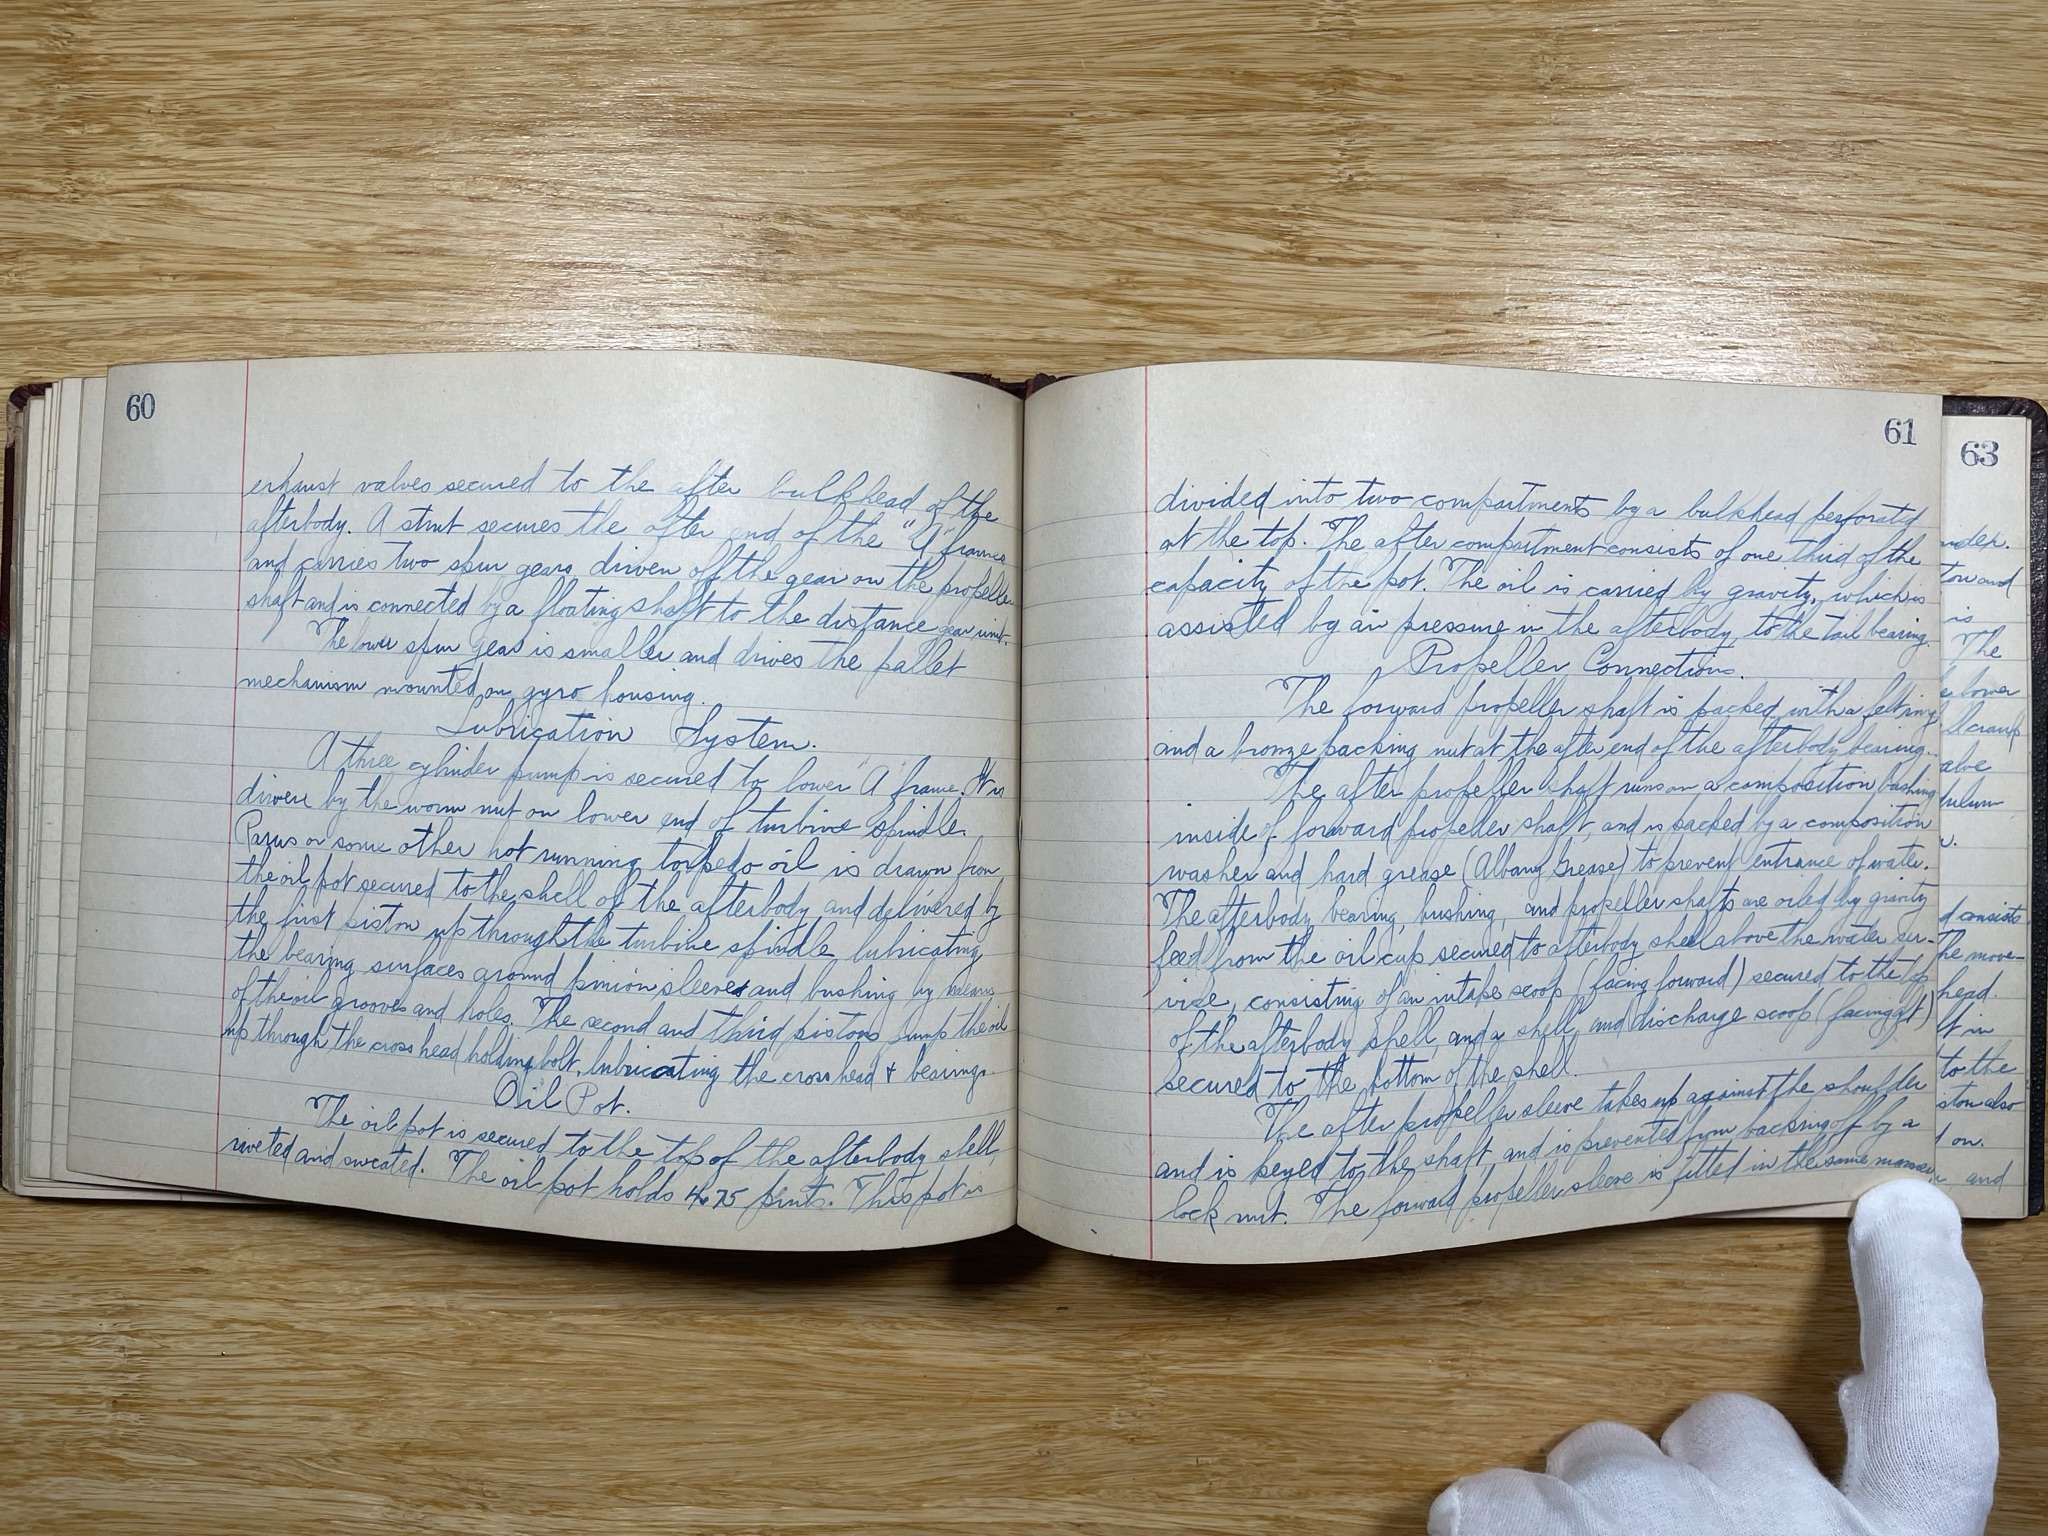 60
exhaust valves secured to the after bulkhead of the
afterbody. A strut secures the after end of the "A" frames
and carries two spur gears, driven off the gear on the propeller
shaft and is connected by a floating shaft to the distance gear unit.
The lower spur gear is smaller and drives the pallet
mechanism mounted on gyro housing.
Lubrication System.
A three cylinder pump is secured to lower "A" frame. It is
driven by the worm nut on lower end of turbine spindle.
or some other hot running torpedo oil is drawn from
the oil pot secured to the shell of the afterbody and delivered by
the first piston up through the turbine spindle lubricating
the bearing surfaces around pinion sleeves and bushing by means
of the oil grooves and holes. The second and third pistons pump the oil
up through the cross head holding bolt, lubricating the cross head & bearings.
Oil Pot.
The oil pot is secured to the top of the afterbody shell,
riveted and sweated. The oil pot holds 4.75 pints. This pot is
61
divided into two compartments by a bulkhead perforated
at the top. The after compartment consists of one third of the
capacity of the pot. The oil is carried by gravity, which is
assisted by air pressure in the afterbody, to the tail bearing.
Propeller Connections.
The forward propeller shaft is packed with a felt ring
and a bronze packing nut at the after end of the afterbody bearing.
The after propeller shaft runs on a composition bushing
inside of forward propeller shaft, and is packed by a composition
washer and hard grease (Albany Grease) to prevent entrance of water.
The afterbody bearing, bushing, and propeller shafts are oiled by gravity
feed from the oil cup secured to afterbody shell above the water ser-
vice, consisting of an intake scoop (facing forward) secured to the top
of the afterbody shell, and a shell, and discharge scoop (facing aft)
secured to the bottom of the shell.
The after propeller sleeve takes up against the shoulder
and is keyed to the shaft and is prevented from backing off by a
lock nut. The forward propeller sleeve is fitted in the same manner
63
and
is
The
lower
d consists
he move-
head.
in
to the
also
on.
and